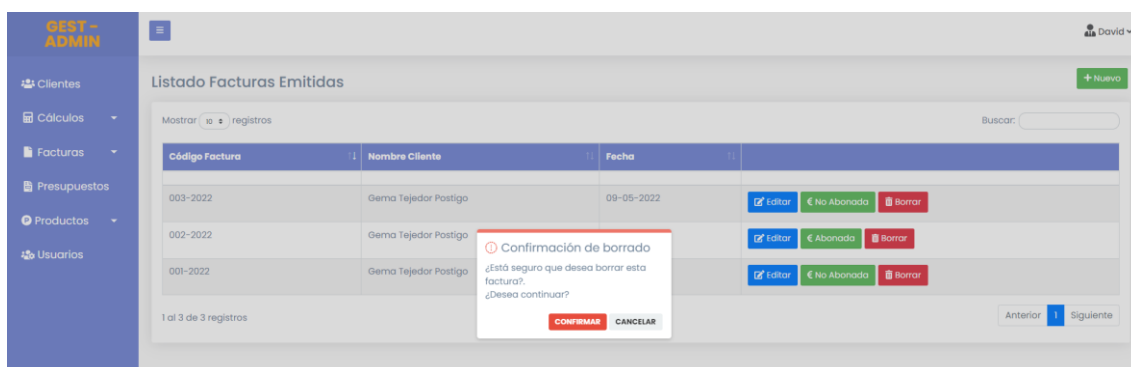 GEST-
ADMIN
David
Clientes
Cálculos
Facturas
Presupuestos
Productos
Usuarios
Listado Facturas Emitidas
+ Nuevo
Mostrar 10 registros
Buscar:
Código Factura Nombre Cliente Fecha
003-2022 Gema Tejedor Postigo 09-05-2022 Editar € No Abonada Borrar
002-2022 Gema Tejedor Postigo Editar € Abonada Borrar
001-2022 Gema Tejedor Postigo Editar € No Abonada Borrar
Confirmación de borrado
¿Está seguro que desea borrar esta
factura?.
¿Desea continuar?
CONFIRMAR CANCELAR
1 al 3 de 3 registros
Anterior 1 Siguiente